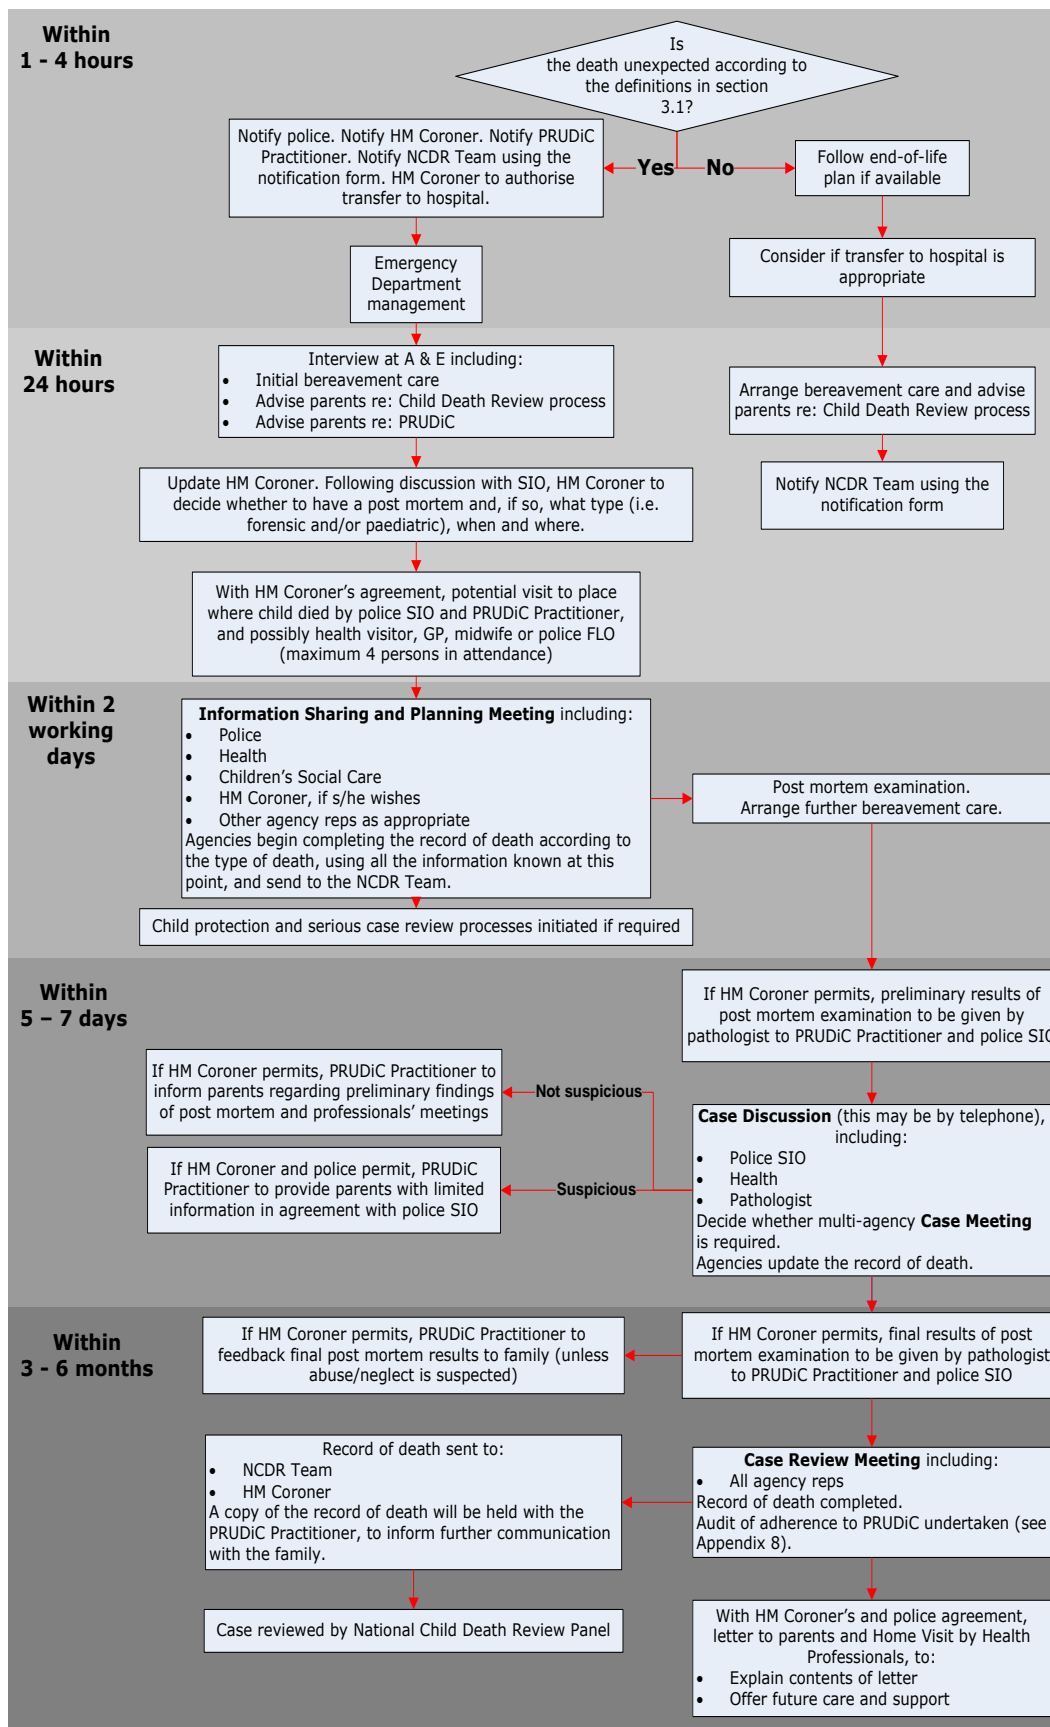 Within
1 - 4 hours
Is
the death unexpected according to
the definitions in section
3.1?
Yes
No
Notify police. Notify HM Coroner. Notify PRUDiC
Practitioner. Notify NCDR Team using the
notification form. HM Coroner to authorise
transfer to hospital.
Follow end-of-life
plan if available
Emergency
Department
management
Consider if transfer to hospital is
appropriate
Within
24 hours
Interview at A & E including:
• Initial bereavement care
• Advise parents re: Child Death Review process
• Advise parents re: PRUDiC
Arrange bereavement care and advise
parents re: Child Death Review process
Update HM Coroner. Following discussion with SIO, HM Coroner to
decide whether to have a post mortem and, if so, what type (i.e.
forensic and/or paediatric), when and where.
Notify NCDR Team using the
notification form
With HM Coroner’s agreement, potential visit to place
where child died by police SIO and PRUDiC Practitioner,
and possibly health visitor, GP, midwife or police FLO
(maximum 4 persons in attendance)
Within 2
working
days
Information Sharing and Planning Meeting including:
• Police
• Health
• Children’s Social Care
• HM Coroner, if s/he wishes
• Other agency reps as appropriate
Agencies begin completing the record of death according to
the type of death, using all the information known at this
point, and send to the NCDR Team.
Post mortem examination.
Arrange further bereavement care.
Child protection and serious case review processes initiated if required
Within
5 – 7 days
If HM Coroner permits, preliminary results of
post mortem examination to be given by
pathologist to PRUDiC Practitioner and police SIO
If HM Coroner permits, PRUDiC Practitioner to
inform parents regarding preliminary findings
of post mortem and professionals’ meetings
Not suspicious
Case Discussion (this may be by telephone),
including:
• Police SIO
• Health
• Pathologist
Decide whether multi-agency Case Meeting
is required.
Agencies update the record of death.
If HM Coroner and police permit, PRUDiC
Practitioner to provide parents with limited
information in agreement with police SIO
Suspicious
Within
3 - 6 months
If HM Coroner permits, PRUDiC Practitioner to
feedback final post mortem results to family (unless
abuse/neglect is suspected)
If HM Coroner permits, final results of post
mortem examination to be given by pathologist
to PRUDiC Practitioner and police SIO
Record of death sent to:
• NCDR Team
• HM Coroner
A copy of the record of death will be held with the
PRUDiC Practitioner, to inform further communication
with the family.
Case Review Meeting including:
• All agency reps
Record of death completed.
Audit of adherence to PRUDiC undertaken (see
Appendix 8).
Case reviewed by National Child Death Review Panel
With HM Coroner’s and police agreement,
letter to parents and Home Visit by Health
Professionals, to:
• Explain contents of letter
• Offer future care and support